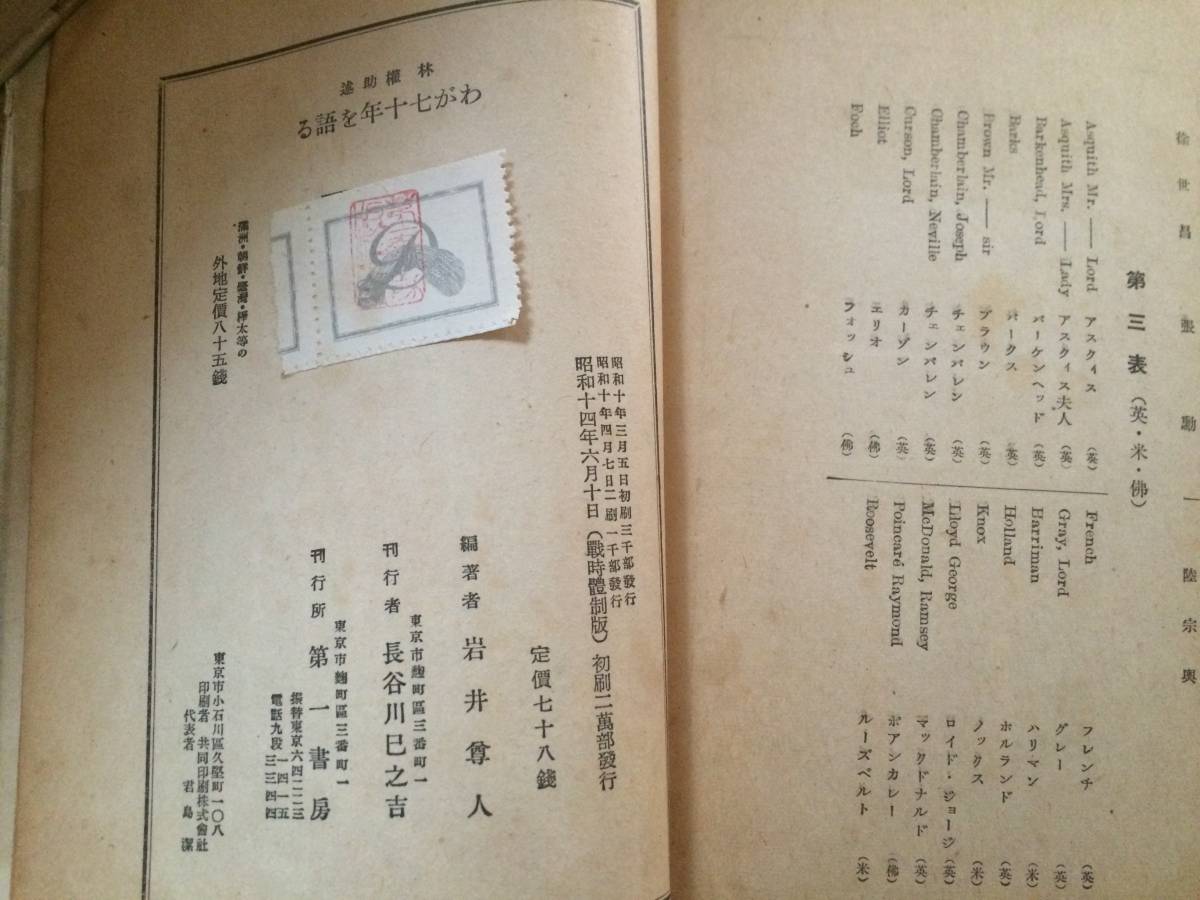 徐世昌 張勳 陸宗輿
第三表(英・米・佛)
Asquith Mr. —— Lord アスクィス (英)
Asquith Mrs. —— Lady アスクィス夫人 (英)
Barkenhead, Lord バーケンヘッド (英)
Barks バークス (英)
Brown Mr. —— sir ブラウン (英)
Chamberlain, Joseph チェンバレン (英)
Chamberlain, Neville チェンバレン (英)
Curson, Lord カーゾン (英)
Elliot エリオ (佛)
Foch フォッシュ (佛)
French フレンチ (英)
Gray, Lord グレー (英)
Harriman ハリマン (米)
Holland ホルランド (英)
Knox ノックス (米)
Lloyd George ロイド・ジョージ (英)
McDonald, Ramsey マックドナルド (英)
Poincaré Raymond ポアンカレー (佛)
Roosevelt ルーズベルト (米)
林權助述
わが七十年を語る
昭和十年三月五日初刷三千部發行
昭和十年四月七日二刷一千部發行
昭和十四年六月十日(戰時體制版)初刷二萬部發行
定價七十八錢
編著者 岩井尊人
東京市麴町區三番町一
刊行者 長谷川巳之吉
東京市麴町區三番町一
刊行所 第一書房
振替東京六四二二三
電話九段 一四一五
三三四四
東京市小石川區久堅町一〇八
印刷者 共同印刷株式會社
代表者 君島潔
滿洲・朝鮮・臺灣・樺太等の
外地定價八十五錢